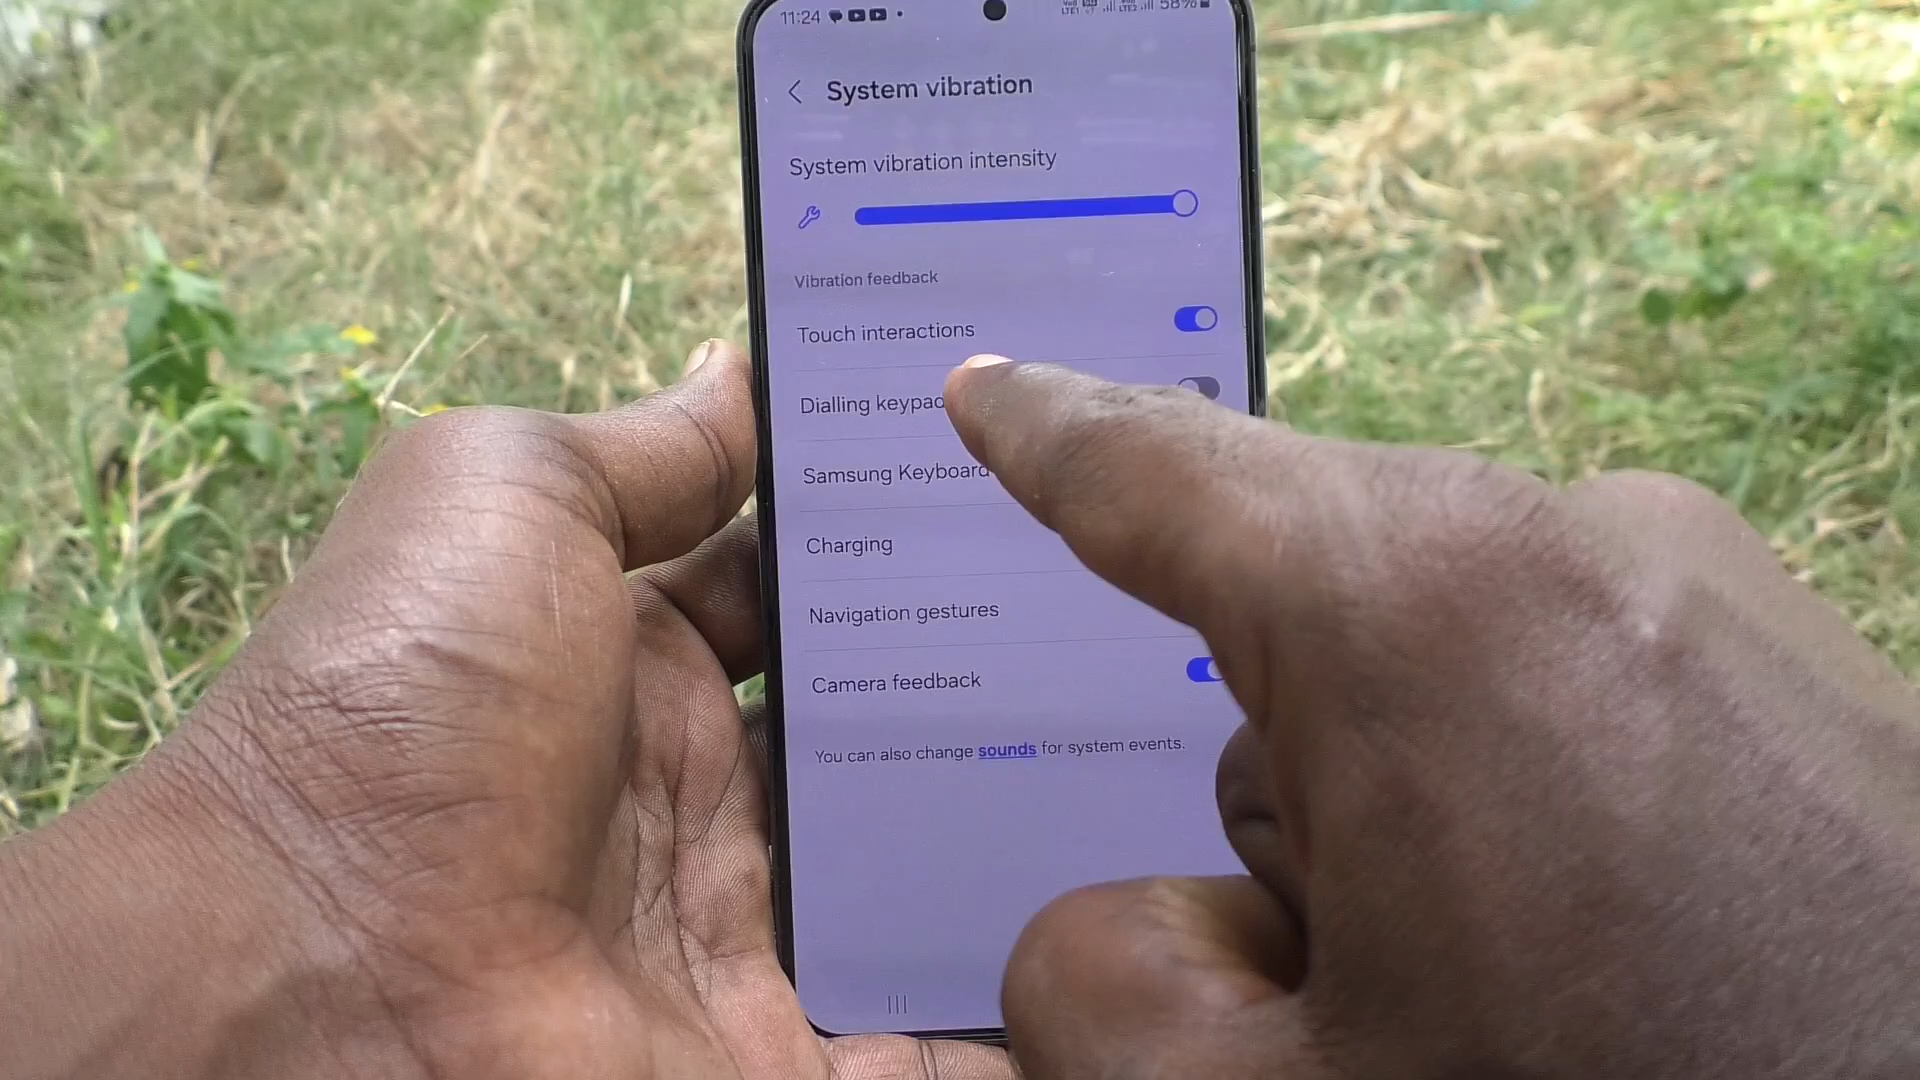 11:24
58%
System vibration
System vibration intensity
Vibration feedback
Touch interactions
Dialling keypad
Samsung Keyboard
Charging
Navigation gestures
Camera feedback
You can also change sounds for system events.